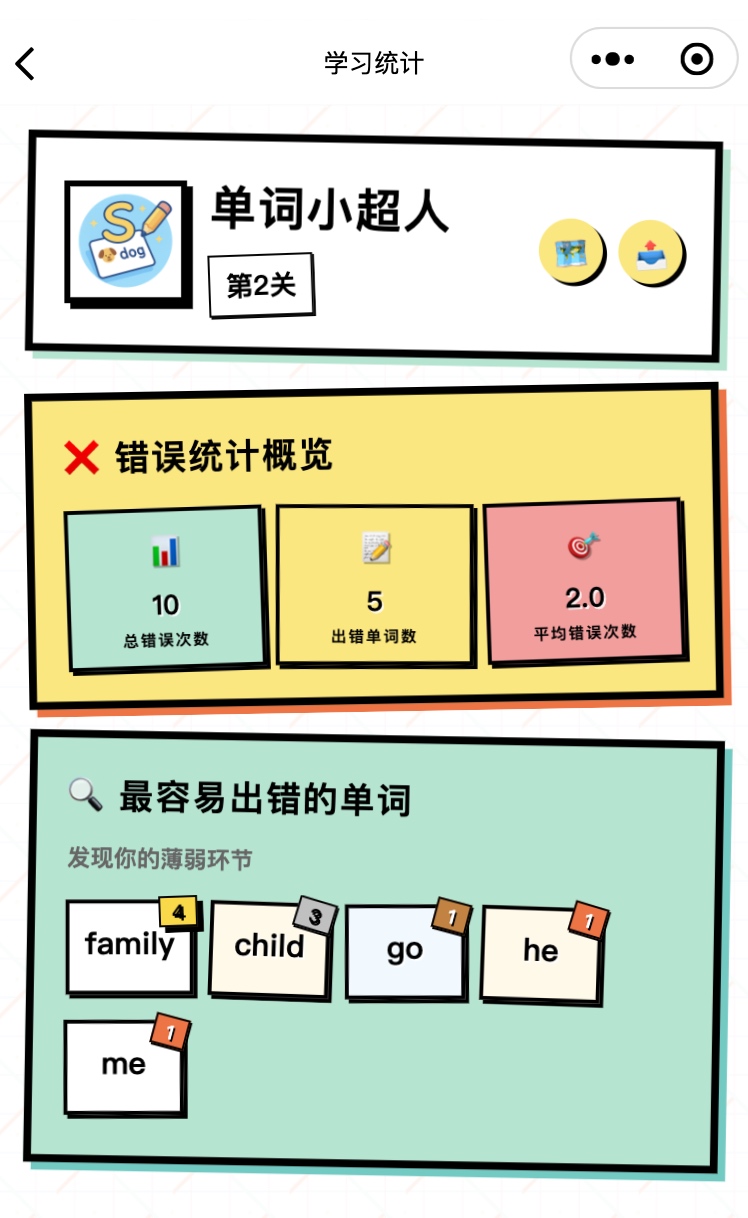 学习统计
S
dog
单词小超人
第2关
❌ 错误统计概览
10
总错误次数
5
出错单词数
2.0
平均错误次数
最容易出错的单词
发现你的薄弱环节
family 4
child 3
go 1
he 1
me 1